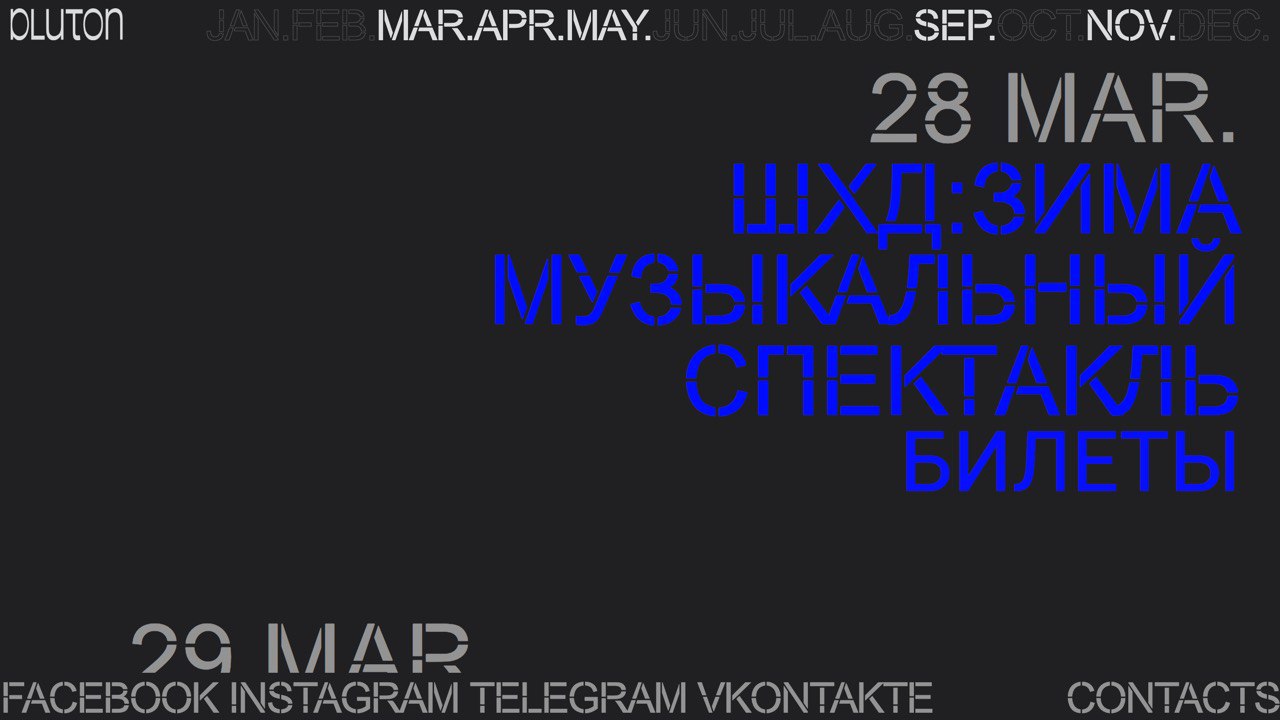 pluton JAN.FEB.MAR.APR.MAY.JUN.JUL.AUG.SEP.OCT.NOV.DEC.
28 MAR.
ШХД:ЗИМА
МУЗЫКАЛЬНЫЙ
СПЕКТАКЛЬ
БИЛЕТЫ
29 MAR
FACEBOOK INSTAGRAM TELEGRAM VKONTAKTE CONTACTS